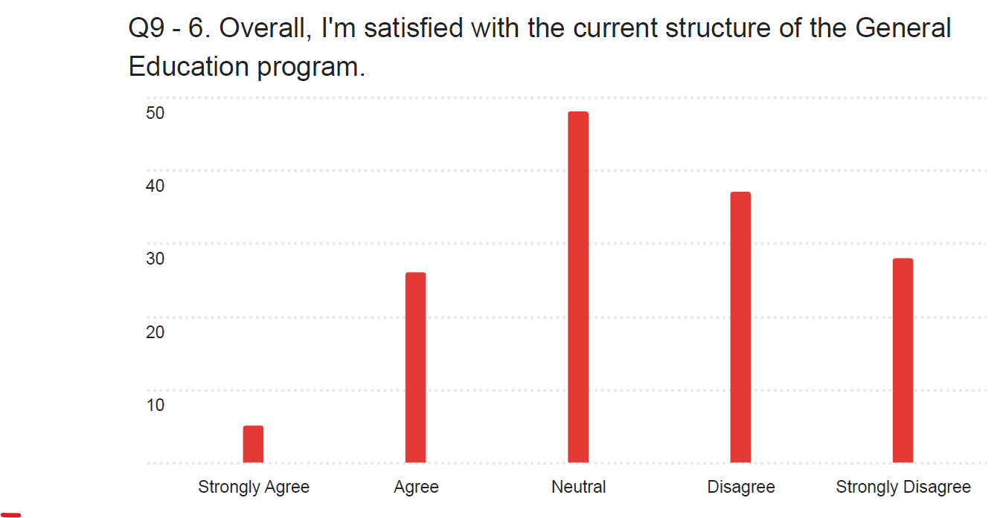 Q9 - 6. Overall, I'm satisfied with the current structure of the General
Education program.
50
40
30
20
10
Strongly Agree Agree Neutral Disagree Strongly Disagree